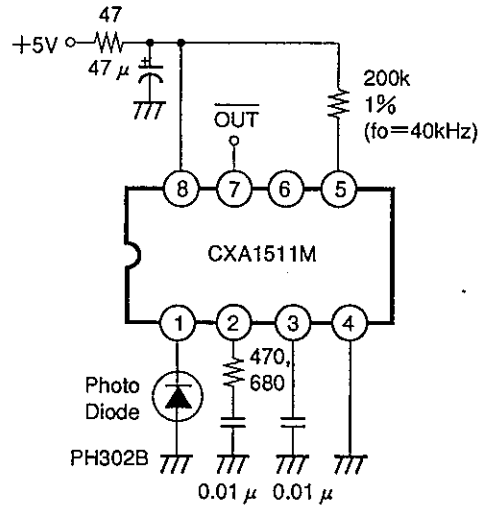 47
+5V
47 μ
+
200k
1%
(fo=40kHz)
OUT
8
7
6
5
CXA1511M
1
2
3
4
470,
680
Photo
Diode
PH302B
0.01 μ
0.01 μ